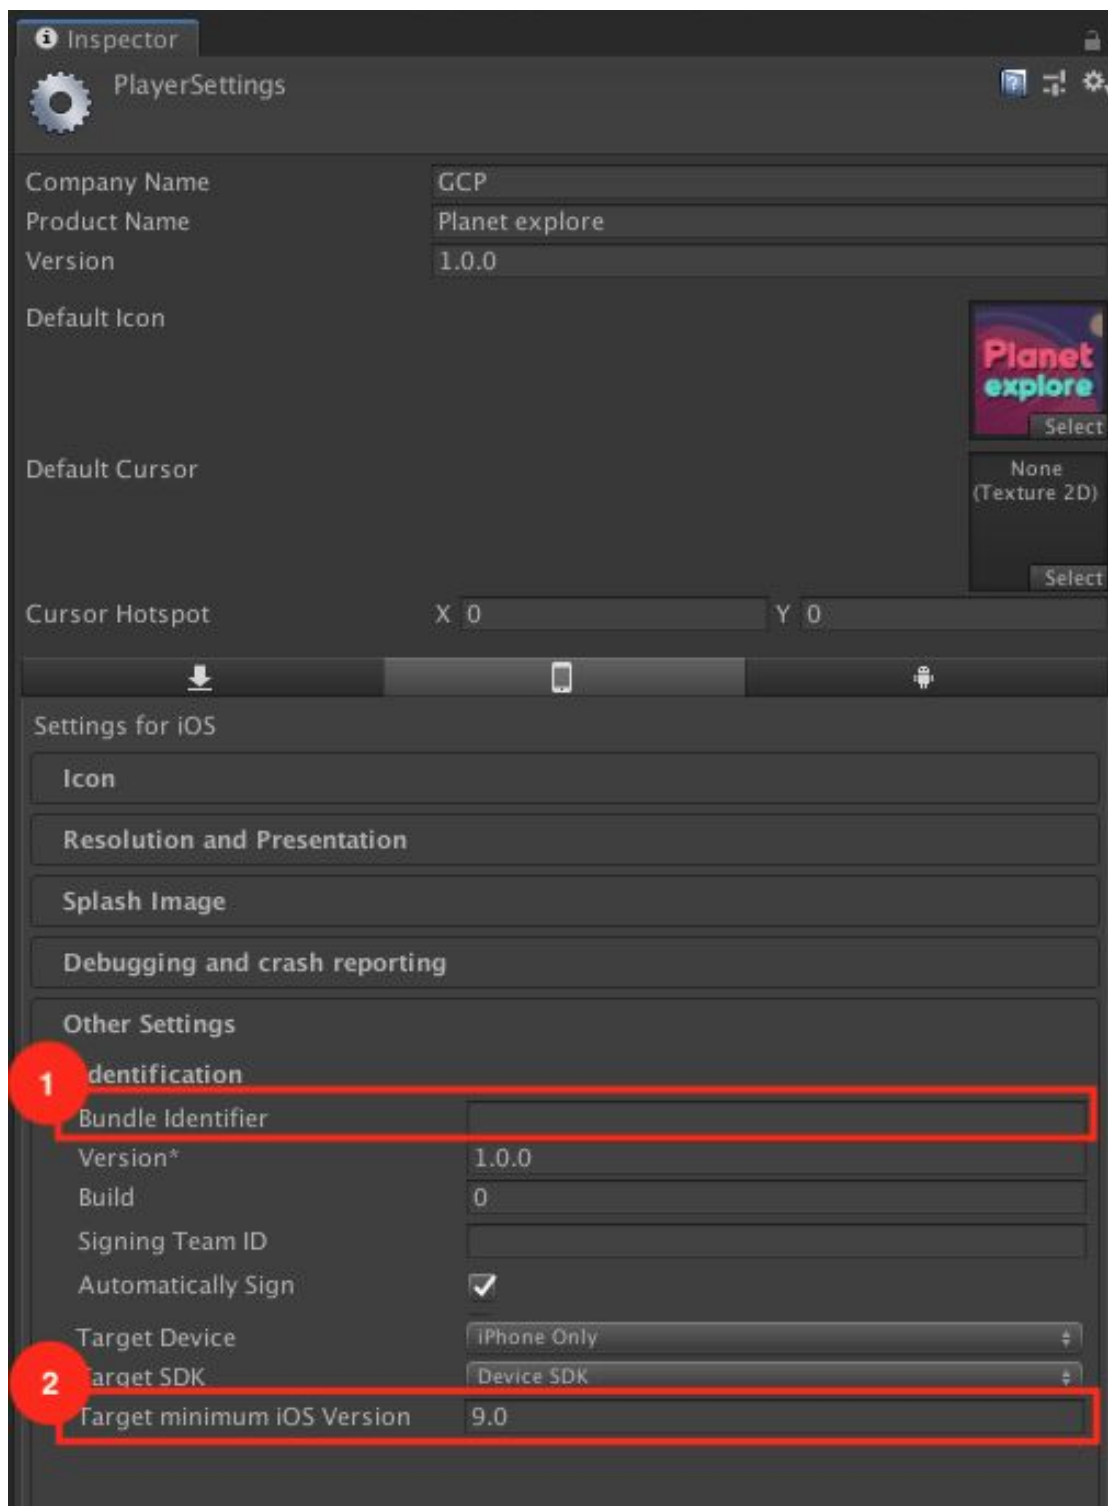 Inspector
PlayerSettings
Company Name GCP
Product Name Planet explore
Version 1.0.0
Default Icon
Planet
explore
Select
Default Cursor
None
(Texture 2D)
Select
Cursor Hotspot X 0 Y 0
Settings for iOS
Icon
Resolution and Presentation
Splash Image
Debugging and crash reporting
Other Settings
1
dentification
Bundle Identifier
Version* 1.0.0
Build 0
Signing Team ID
Automatically Sign
Target Device iPhone Only
2
arget SDK Device SDK
Target minimum iOS Version 9.0